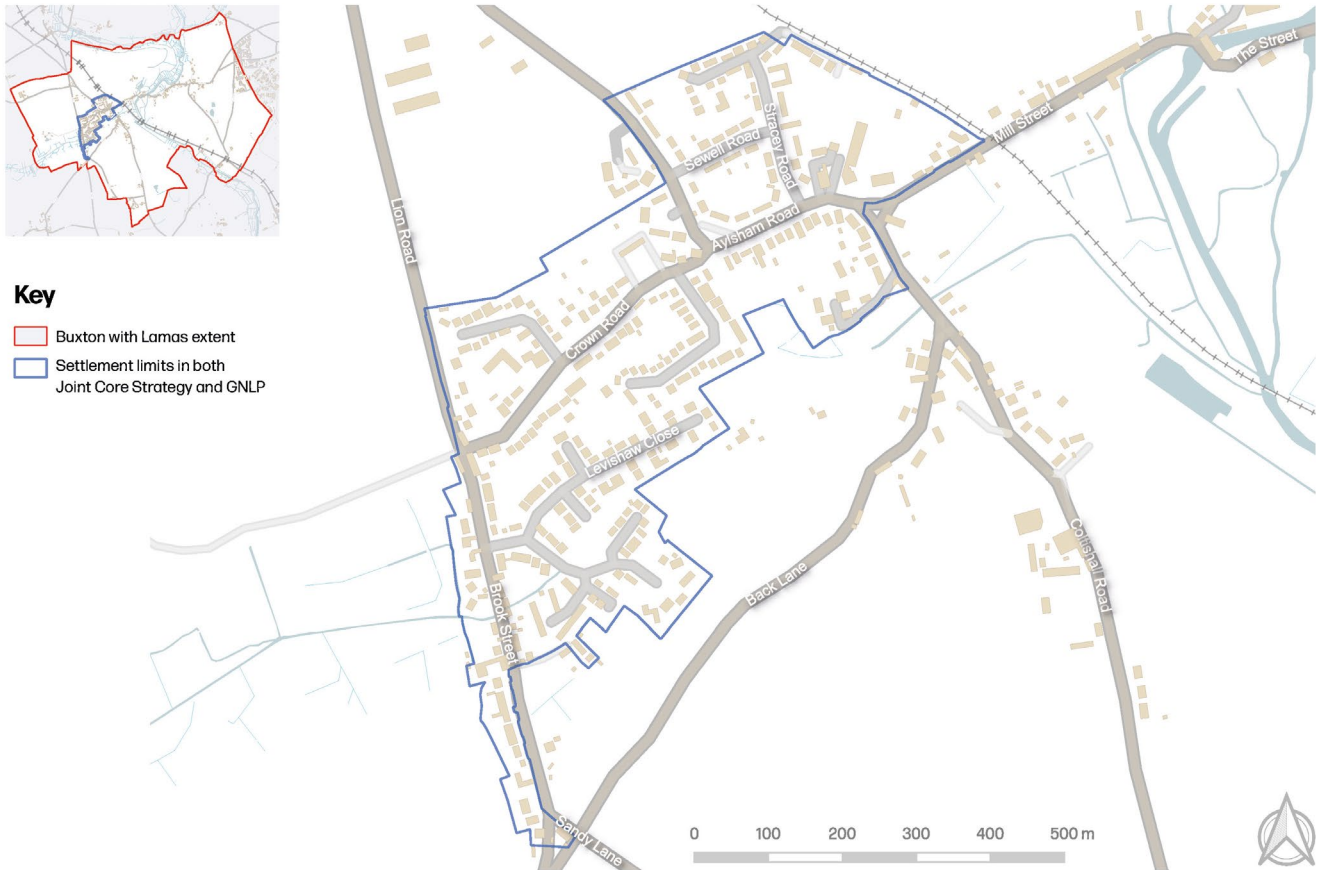 Key
Buxton with Lamas extent
Settlement limits in both
Joint Core Strategy and GNLP
The Street
Mill Street
Stracey Road
Sewell Road
Lion Road
Aylsham Road
Crown Road
Levishaw Close
Back Lane
Coltishall Road
Brook Street
Sandy Lane
0 100 200 300 400 500 m